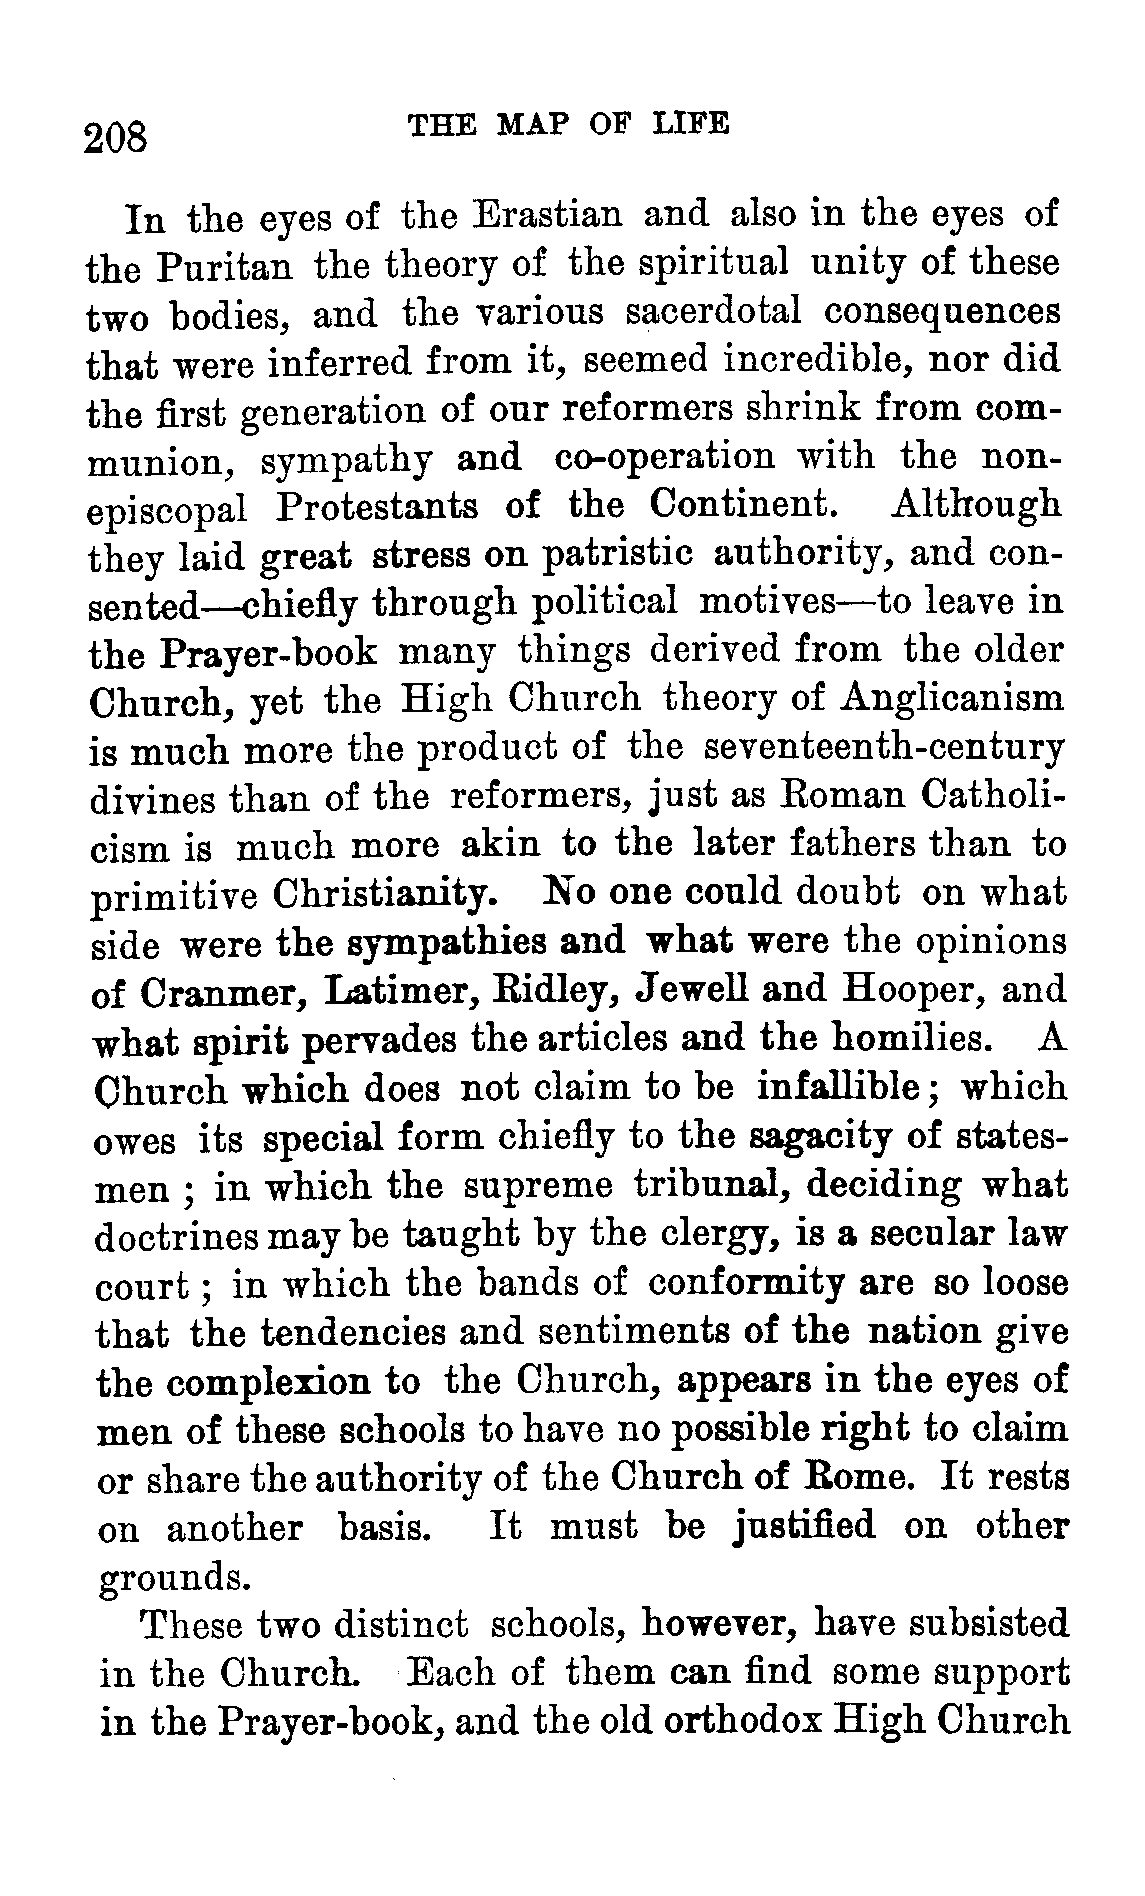 208 THE MAP OF LIFE
In the eyes of the Erastian and also in the eyes of
the Puritan the theory of the spiritual unity of these
two bodies, and the various sacerdotal consequences
that were inferred from it, seemed incredible, nor did
the first generation of our reformers shrink from com-
munion, sympathy and co-operation with the non-
episcopal Protestants of the Continent. Although
they laid great stress on patristic authority, and con-
sented—chiefly through political motives—to leave in
the Prayer-book many things derived from the older
Church, yet the High Church theory of Anglicanism
is much more the product of the seventeenth-century
divines than of the reformers, just as Roman Catholi-
cism is much more akin to the later fathers than to
primitive Christianity. No one could doubt on what
side were the sympathies and what were the opinions
of Cranmer, Latimer, Ridley, Jewell and Hooper, and
what spirit pervades the articles and the homilies. A
Church which does not claim to be infallible; which
owes its special form chiefly to the sagacity of states-
men ; in which the supreme tribunal, deciding what
doctrines may be taught by the clergy, is a secular law
court ; in which the bands of conformity are so loose
that the tendencies and sentiments of the nation give
the complexion to the Church, appears in the eyes of
men of these schools to have no possible right to claim
or share the authority of the Church of Rome. It rests
on another basis. It must be justified on other
grounds.
These two distinct schools, however, have subsisted
in the Church. Each of them can find some support
in the Prayer-book, and the old orthodox High Church